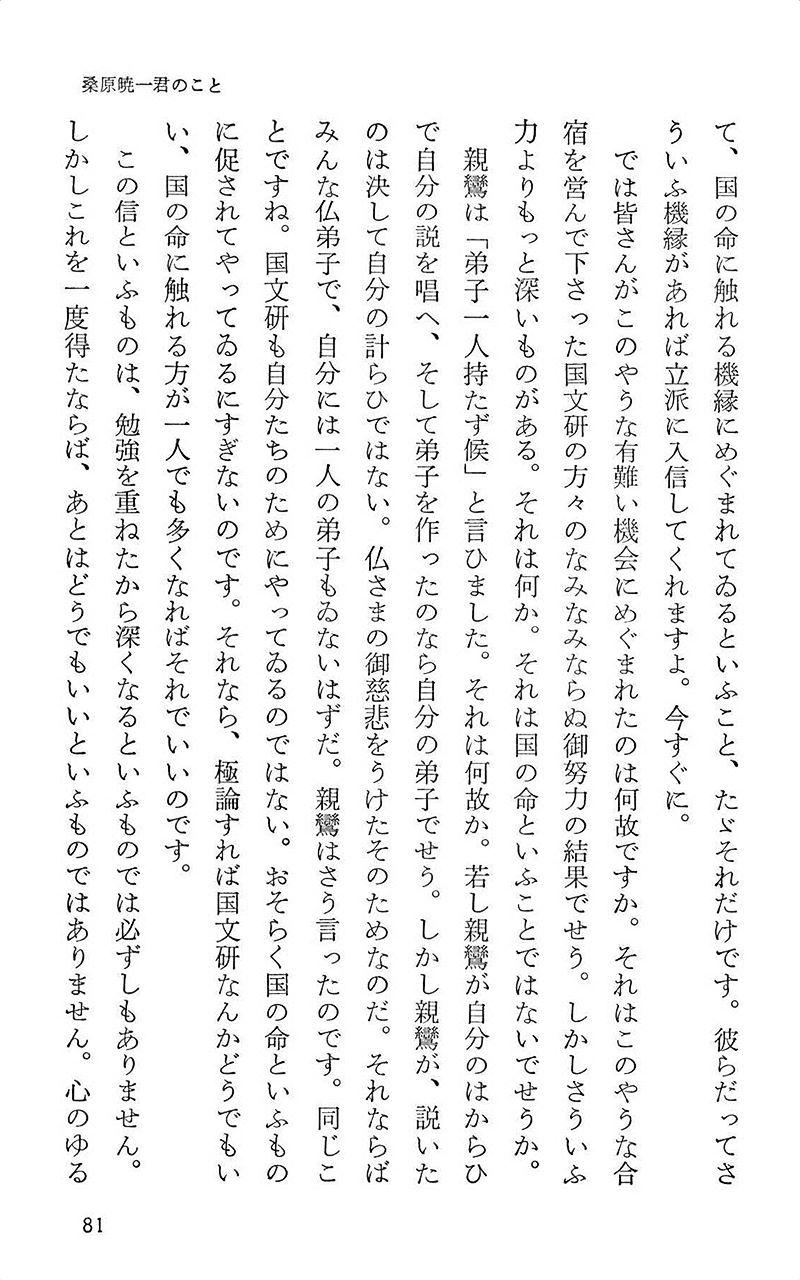 桑原暁一君のこと
て、国の命に触れる機縁にめぐまれてゐるといふこと、たゞそれだけです。彼らだってさ
ういふ機縁があれば立派に入信してくれますよ。今すぐに。
では皆さんがこのやうな有難い機会にめぐまれたのは何故ですか。それはこのやうな合
宿を営んで下さった国文研の方々のなみなみならぬ御努力の結果でせう。しかしさういふ
力よりもっと深いものがある。それは何か。それは国の命といふことではないでせうか。
親鸞は「弟子一人持たず候」と言ひました。それは何故か。若し親鸞が自分のはからひ
で自分の説を唱へ、そして弟子を作ったのなら自分の弟子でせう。しかし親鸞が、説いた
のは決して自分の計らひではない。仏さまの御慈悲をうけたそのためなのだ。それならば
みんな仏弟子で、自分には一人の弟子もゐないはずだ。親鸞はさう言ったのです。同じこ
とですね。国文研も自分たちのためにやってゐるのではない。おそらく国の命といふもの
に促されてやってゐるにすぎないのです。それなら、極論すれば国文研なんかどうでもい
い、国の命に触れる方が一人でも多くなればそれでいいのです。
この信といふものは、勉強を重ねたから深くなるといふものでは必ずしもありません。
しかしこれを一度得たならば、あとはどうでもいいといふものではありません。心のゆる
81